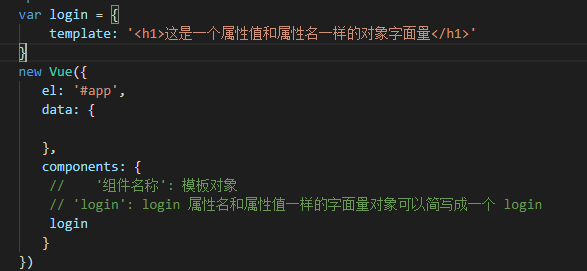 var login = {
template: '<h1>这是一个属性值和属性名一样的对象字面量</h1>'
}
new Vue({
el: '#app',
data: {
},
components: {
// '组件名称': 模板对象
// 'login': login 属性名和属性值一样的字面量对象可以简写成一个 login
login
}
})